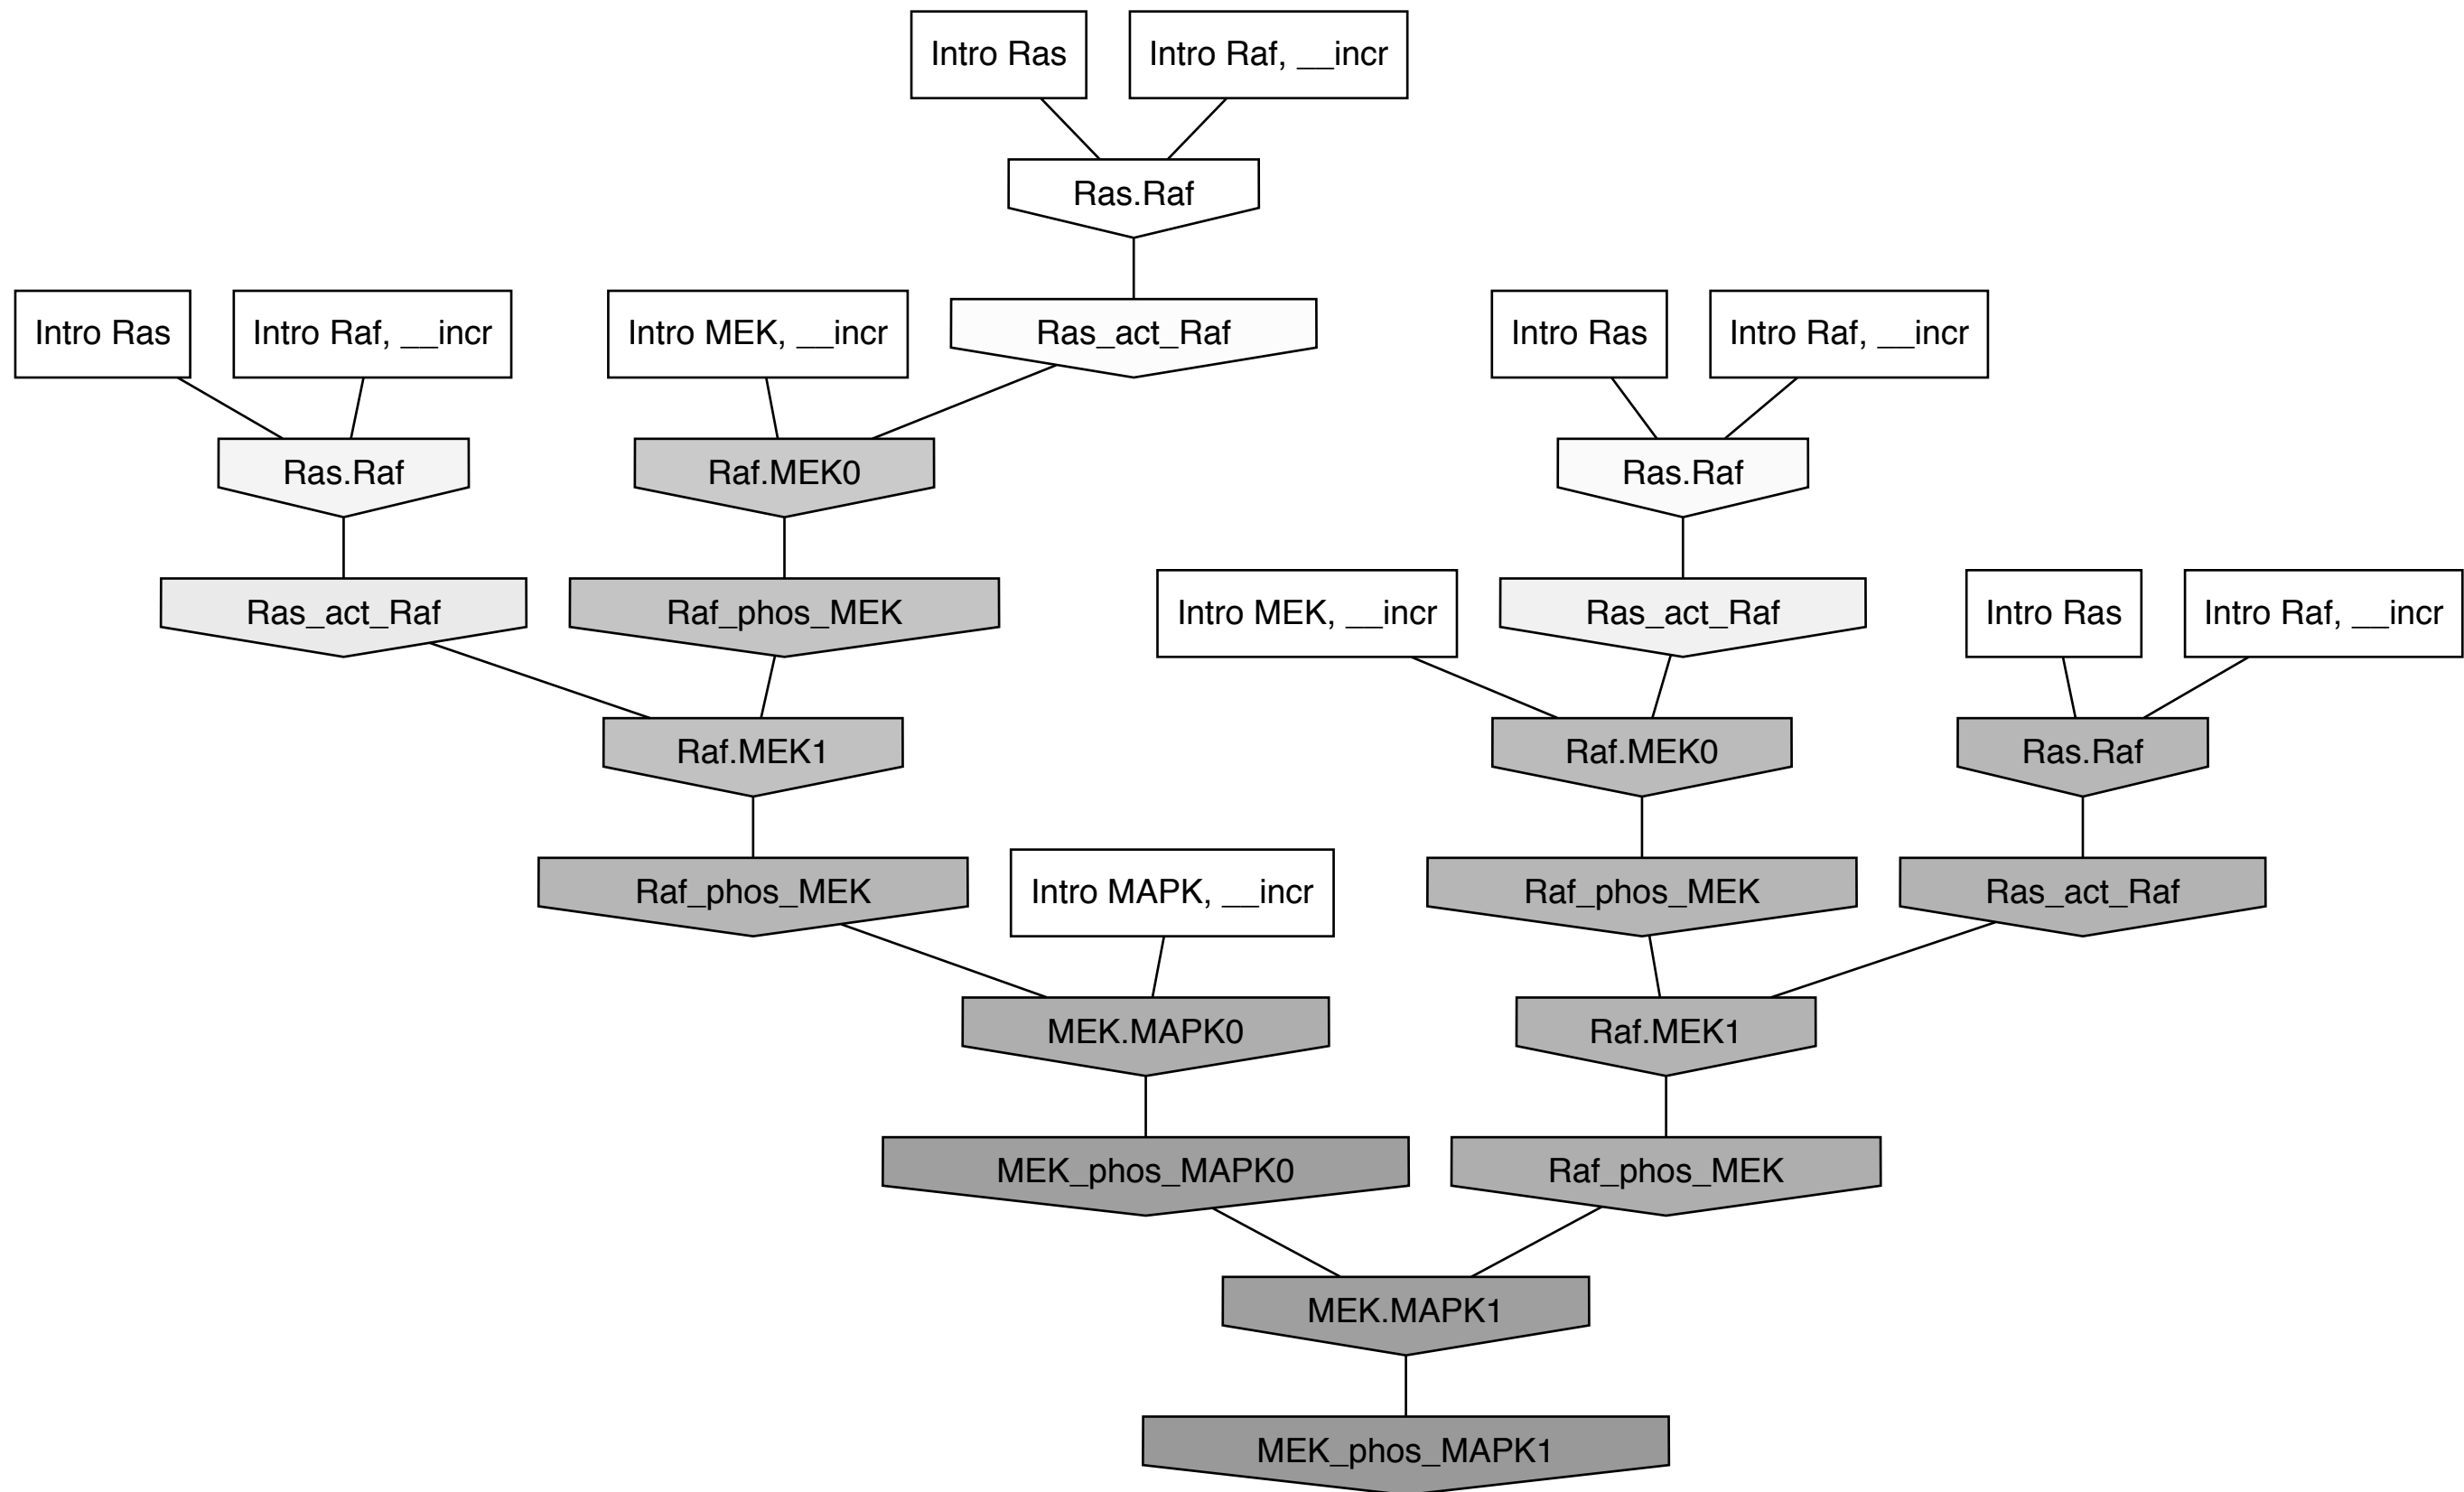 Intro Ras
Intro Raf, __incr
Ras.Raf
Intro Ras
Intro Raf, __incr
Intro MEK, __incr
Ras_act_Raf
Intro Ras
Intro Raf, __incr
Ras.Raf
Raf.MEK0
Ras.Raf
Ras_act_Raf
Raf_phos_MEK
Intro MEK, __incr
Ras_act_Raf
Intro Ras
Intro Raf, __incr
Raf.MEK1
Raf.MEK0
Ras.Raf
Raf_phos_MEK
Intro MAPK, __incr
Raf_phos_MEK
Ras_act_Raf
MEK.MAPK0
Raf.MEK1
MEK_phos_MAPK0
Raf_phos_MEK
MEK.MAPK1
MEK_phos_MAPK1